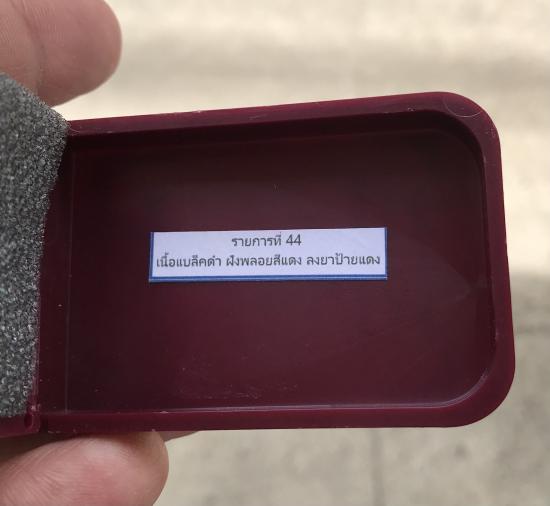 รายการที่ 44
เนื้อแบล็คดำ ฝังพลอยสีแดง ลงยาป้ายแดง